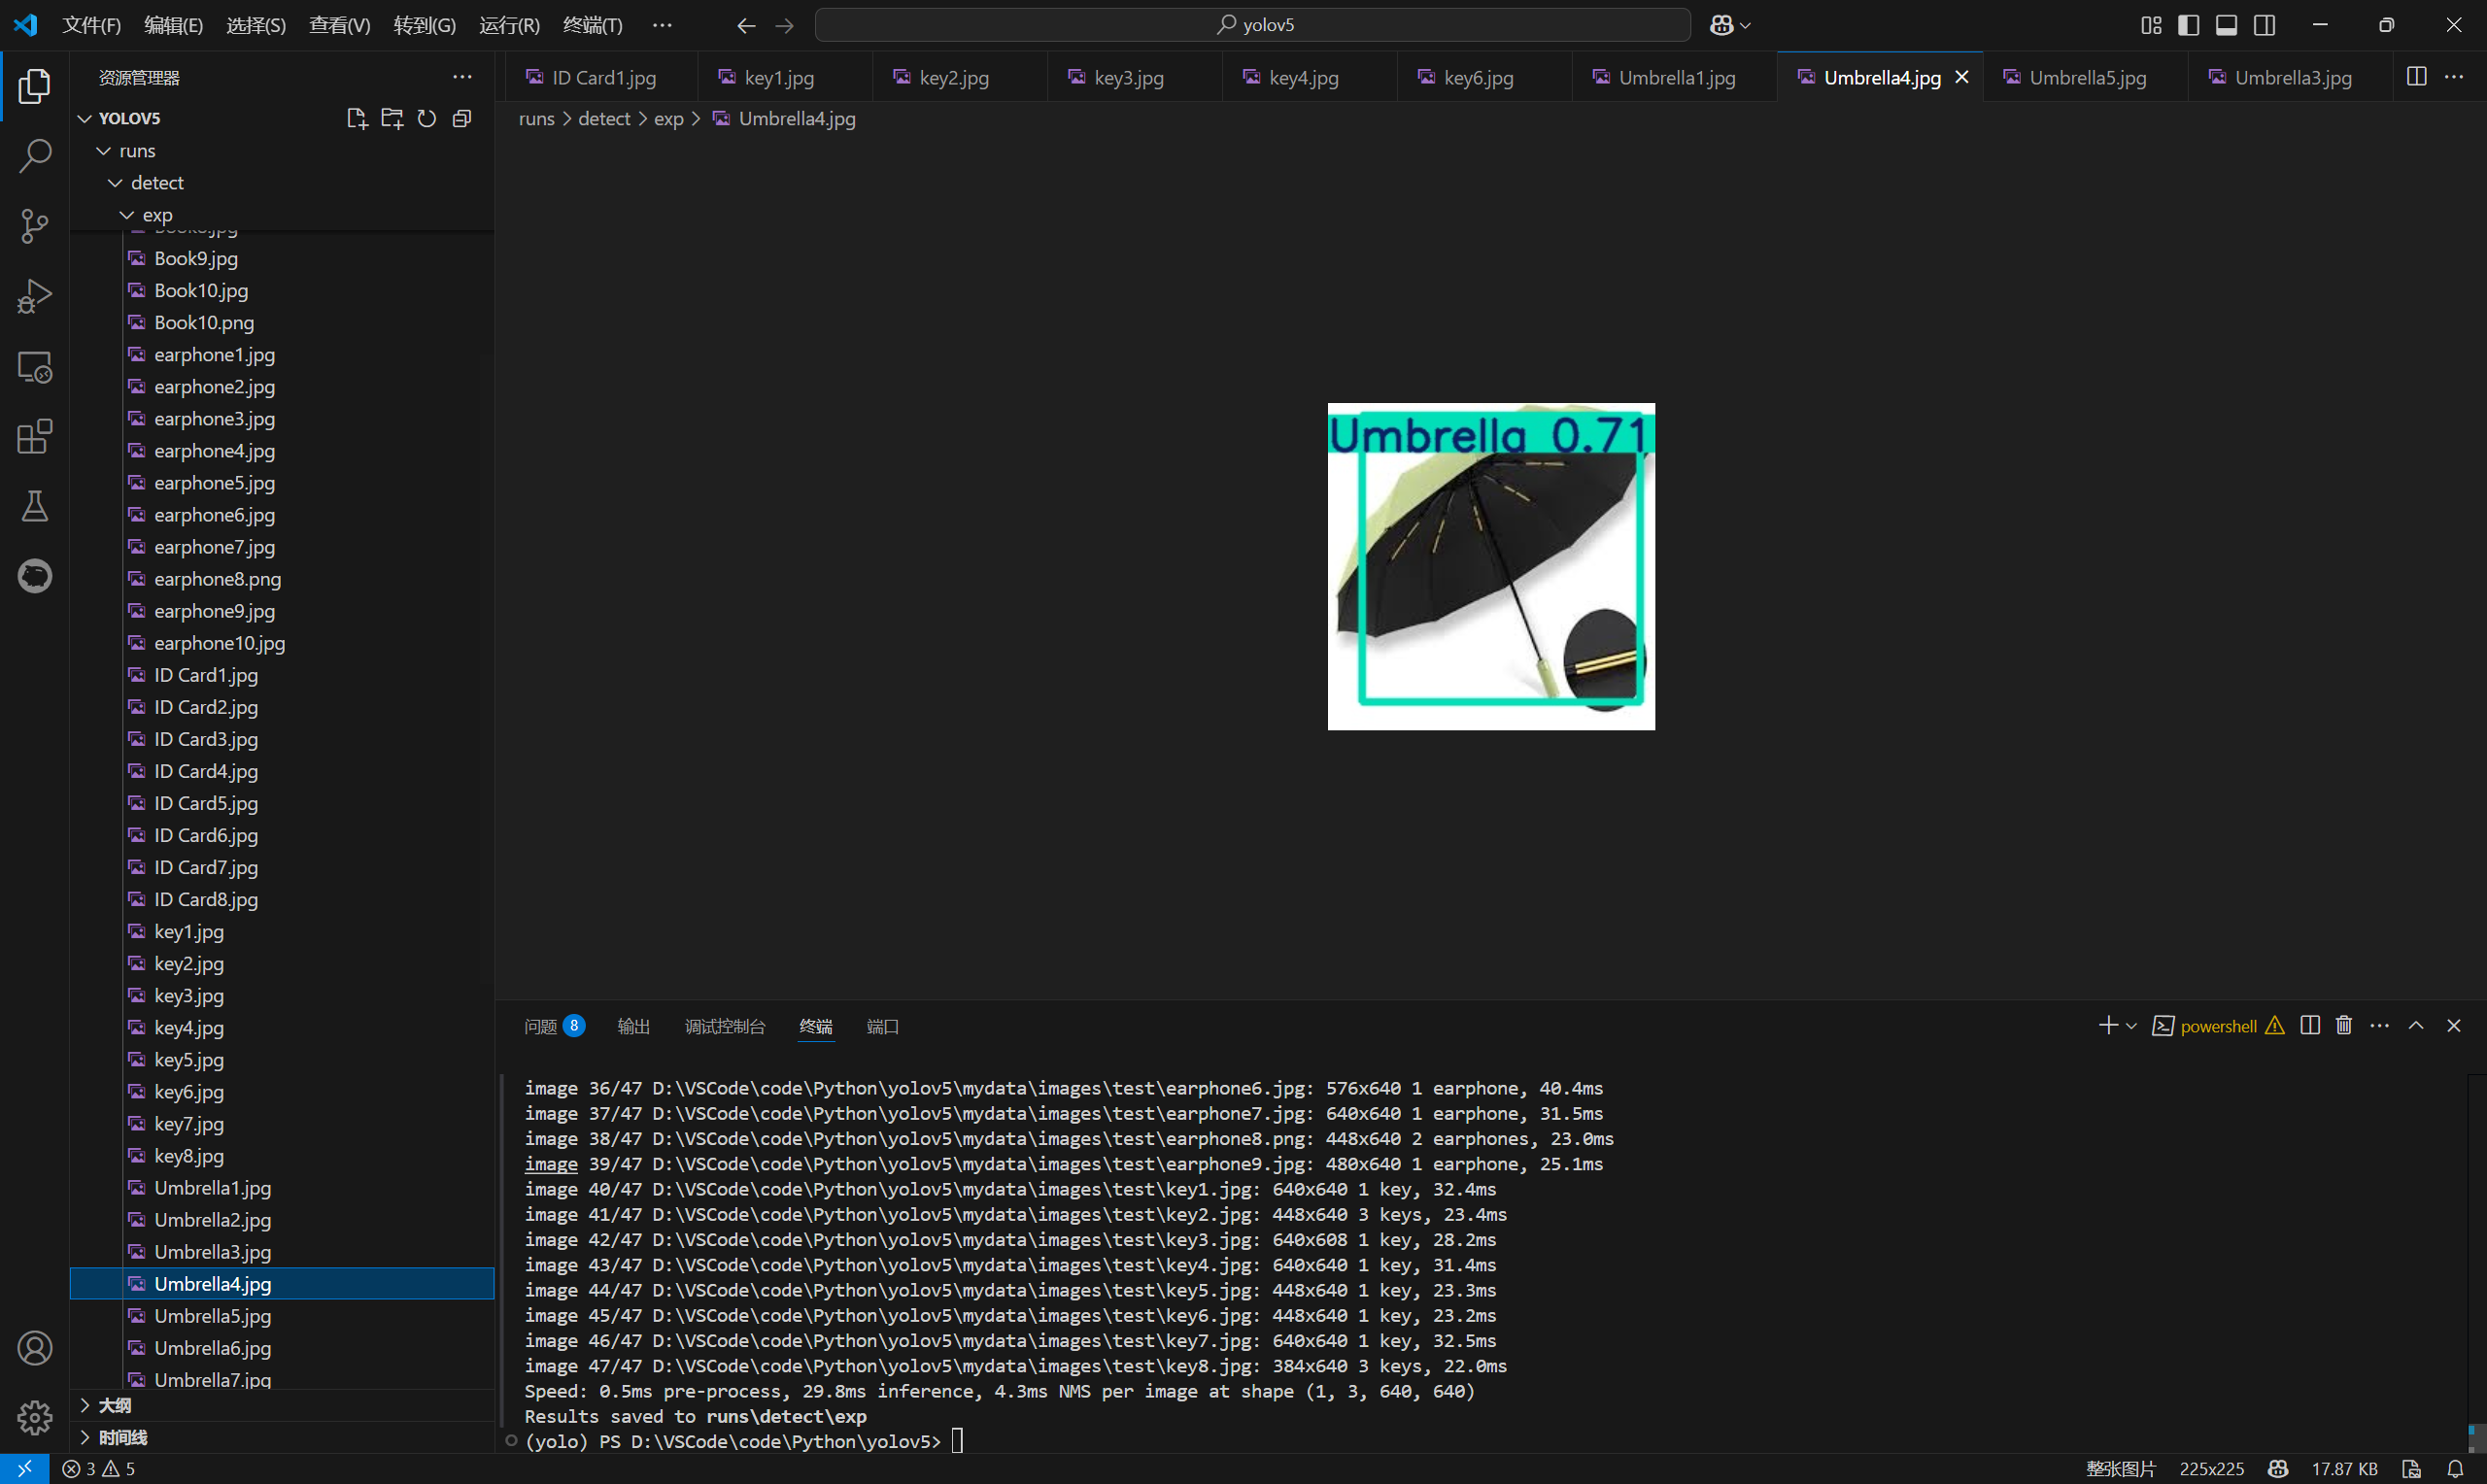 文件(F) 编辑(E) 选择(S) 查看(V) 转到(G) 运行(R) 终端(T) ··· yolov5
资源管理器 ···
ID Card1.jpg key1.jpg key2.jpg key3.jpg key4.jpg key6.jpg Umbrella1.jpg Umbrella4.jpg Umbrella5.jpg Umbrella3.jpg
runs > detect > exp > Umbrella4.jpg
YOLOV5
runs
detect
exp
Book9.jpg
Book10.jpg
Book10.png
earphone1.jpg
earphone2.jpg
earphone3.jpg
earphone4.jpg
earphone5.jpg
earphone6.jpg
earphone7.jpg
earphone8.png
earphone9.jpg
earphone10.jpg
ID Card1.jpg
ID Card2.jpg
ID Card3.jpg
ID Card4.jpg
ID Card5.jpg
ID Card6.jpg
ID Card7.jpg
ID Card8.jpg
key1.jpg
key2.jpg
key3.jpg
key4.jpg
key5.jpg
key6.jpg
key7.jpg
key8.jpg
Umbrella1.jpg
Umbrella2.jpg
Umbrella3.jpg
Umbrella4.jpg
Umbrella5.jpg
Umbrella6.jpg
Umbrella7.jpg
大纲
时间线
Umbrella 0.71
问题 8 输出 调试控制台 终端 端口 powershell
image 36/47 D:\VSCode\code\Python\yolov5\mydata\images\test\earphone6.jpg: 576x640 1 earphone, 40.4ms
image 37/47 D:\VSCode\code\Python\yolov5\mydata\images\test\earphone7.jpg: 640x640 1 earphone, 31.5ms
image 38/47 D:\VSCode\code\Python\yolov5\mydata\images\test\earphone8.png: 448x640 2 earphones, 23.0ms
image 39/47 D:\VSCode\code\Python\yolov5\mydata\images\test\earphone9.jpg: 480x640 1 earphone, 25.1ms
image 40/47 D:\VSCode\code\Python\yolov5\mydata\images\test\key1.jpg: 640x640 1 key, 32.4ms
image 41/47 D:\VSCode\code\Python\yolov5\mydata\images\test\key2.jpg: 448x640 3 keys, 23.4ms
image 42/47 D:\VSCode\code\Python\yolov5\mydata\images\test\key3.jpg: 640x608 1 key, 28.2ms
image 43/47 D:\VSCode\code\Python\yolov5\mydata\images\test\key4.jpg: 640x640 1 key, 31.4ms
image 44/47 D:\VSCode\code\Python\yolov5\mydata\images\test\key5.jpg: 448x640 1 key, 23.3ms
image 45/47 D:\VSCode\code\Python\yolov5\mydata\images\test\key6.jpg: 448x640 1 key, 23.2ms
image 46/47 D:\VSCode\code\Python\yolov5\mydata\images\test\key7.jpg: 640x640 1 key, 32.5ms
image 47/47 D:\VSCode\code\Python\yolov5\mydata\images\test\key8.jpg: 384x640 3 keys, 22.0ms
Speed: 0.5ms pre-process, 29.8ms inference, 4.3ms NMS per image at shape (1, 3, 640, 640)
Results saved to runs\detect\exp
(yolo) PS D:\VSCode\code\Python\yolov5>
3 5 整张图片 225x225 17.87 KB